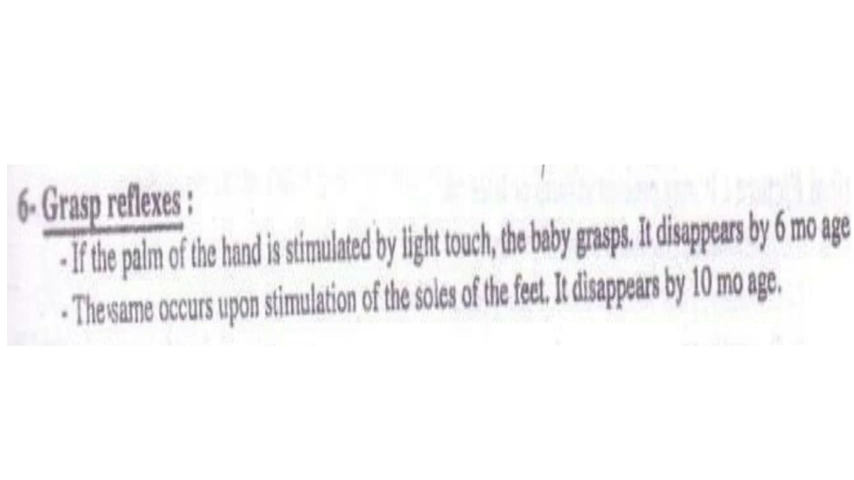 6- Grasp reflexes :
- If the palm of the hand is stimulated by light touch, the baby grasps. It disappears by 6 mo age
- The same occurs upon stimulation of the soles of the feet. It disappears by 10 mo age.